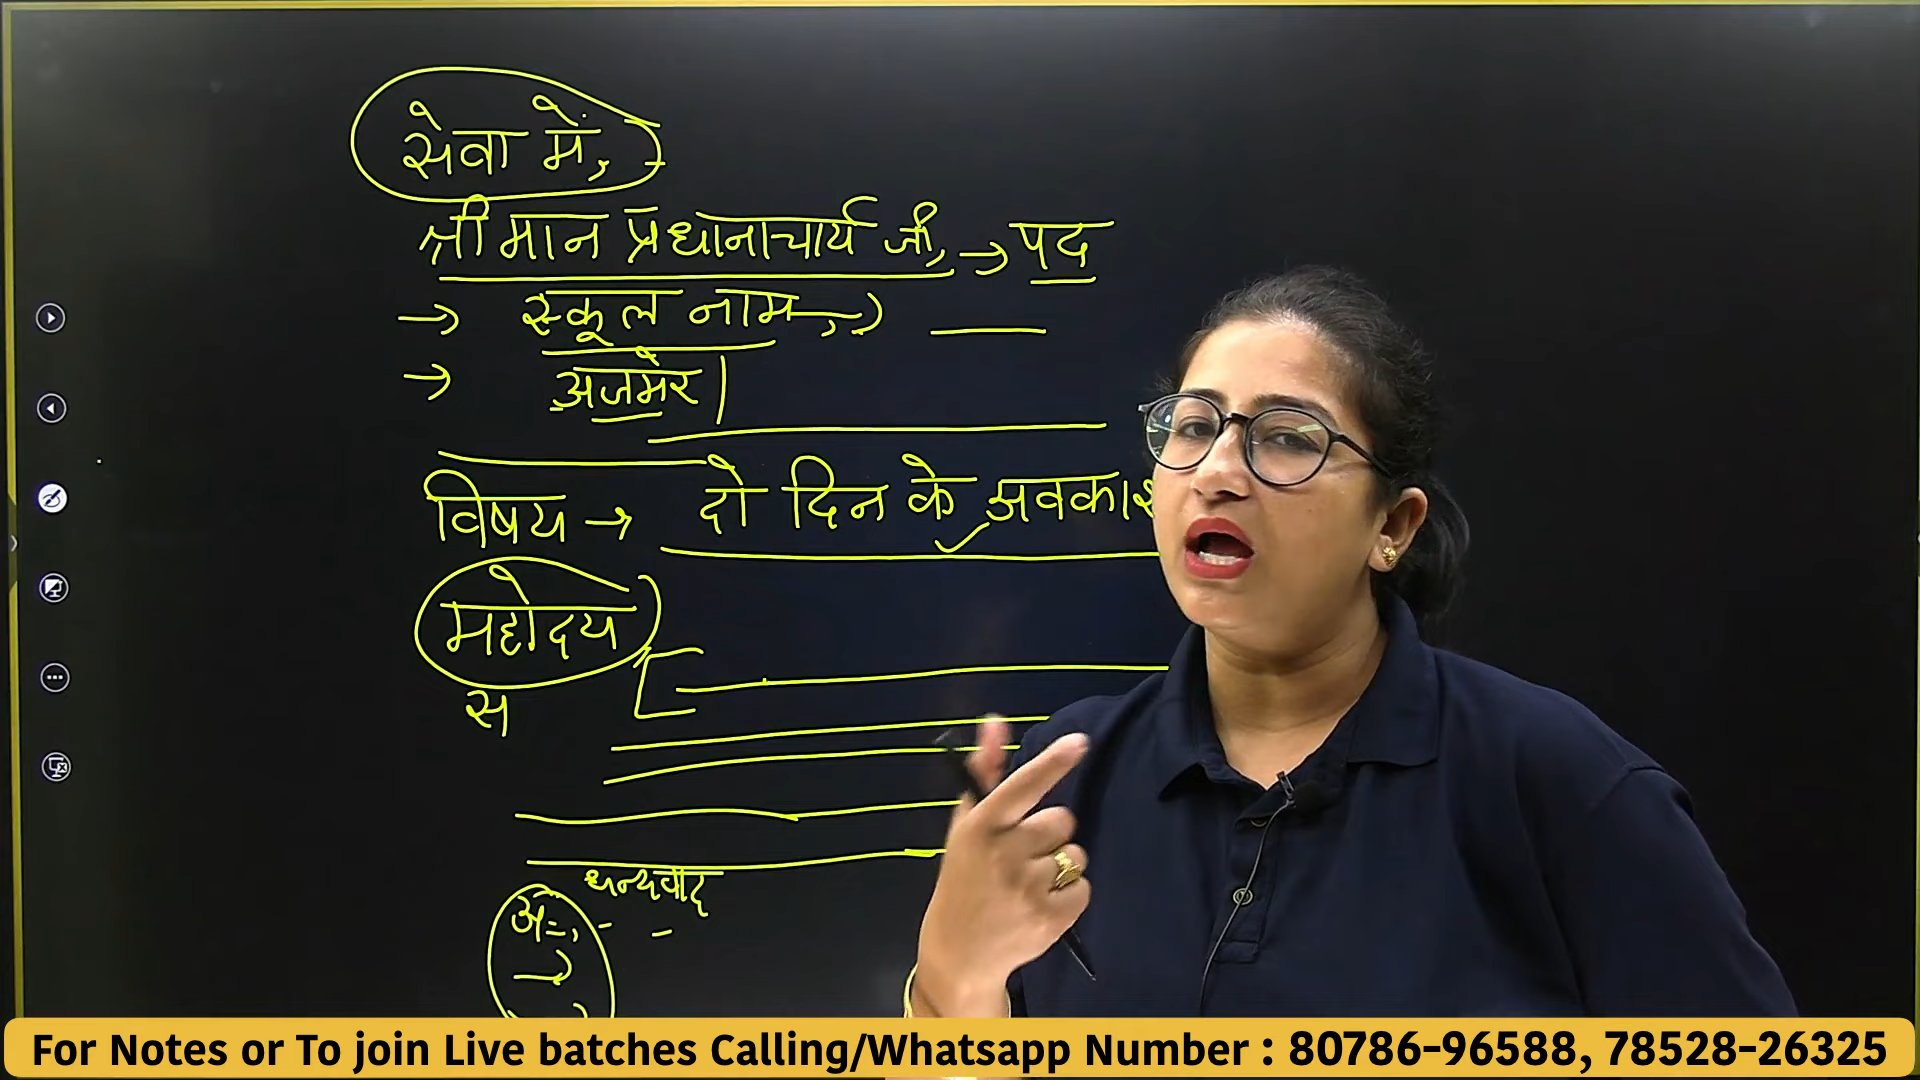 सेवा में,
श्रीमान प्रधानाचार्य जी, → पद
→ स्कूल नाम
→ अजमेर।
विषय → दो दिन के अवकाश
महोदय
स
धन्यवाद
For Notes or To join Live batches Calling/Whatsapp Number : 80786-96588, 78528-26325